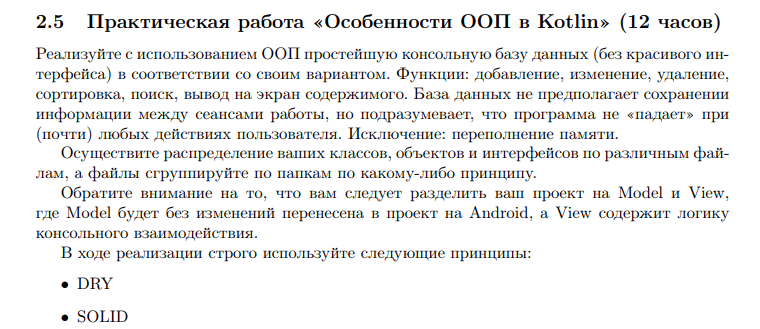 2.5 Практическая работа «Особенности ООП в Kotlin» (12 часов)
Реализуйте с использованием ООП простейшую консольную базу данных (без красивого ин-
терфейса) в соответствии со своим вариантом. Функции: добавление, изменение, удаление,
сортировка, поиск, вывод на экран содержимого. База данных не предполагает сохранении
информации между сеансами работы, но подразумевает, что программа не «падает» при
(почти) любых действиях пользователя. Исключение: переполнение памяти.
Осуществите распределение ваших классов, объектов и интерфейсов по различным фай-
лам, а файлы сгруппируйте по папкам по какому-либо принципу.
Обратите внимание на то, что вам следует разделить ваш проект на Model и View,
где Model будет без изменений перенесена в проект на Android, а View содержит логику
консольного взаимодействия.
В ходе реализации строго используйте следующие принципы:
• DRY
• SOLID